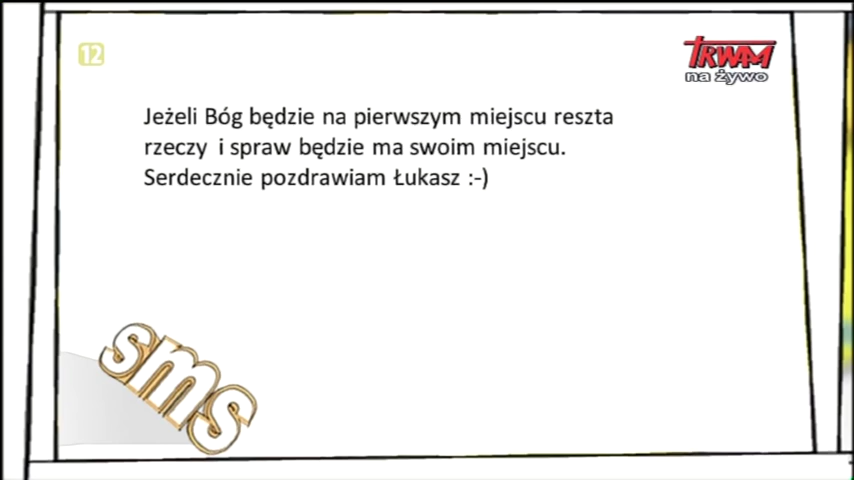 12
TRWAM
na żywo
Jeżeli Bóg będzie na pierwszym miejscu reszta
rzeczy  i spraw będzie ma swoim miejscu.
Serdecznie pozdrawiam Łukasz :-)
sms